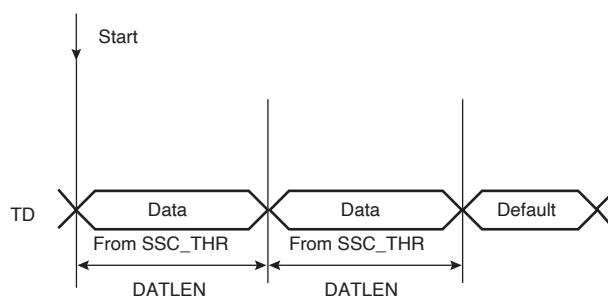 Start
TD
Data
Data
Default
From SSC_THR
From SSC_THR
DATLEN
DATLEN